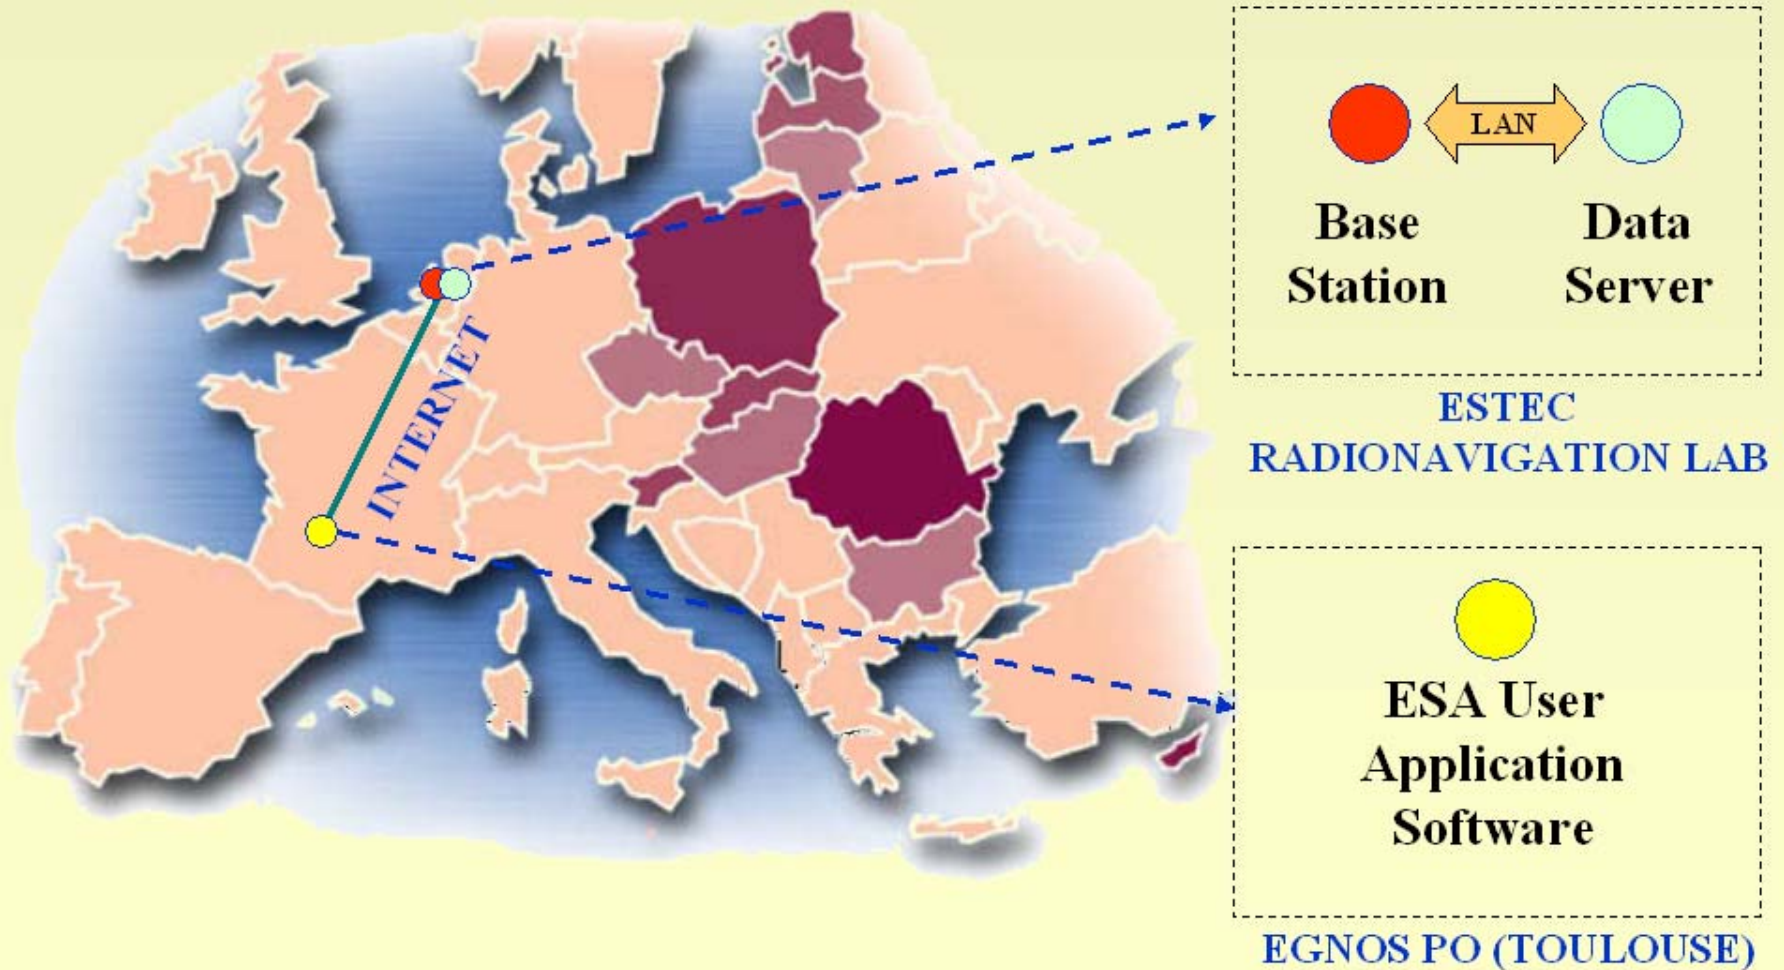 INTERNET
LAN
Base
Station
Data
Server
ESTEC
RADIONAVIGATION LAB
ESA User
Application
Software
EGNOS PO (TOULOUSE)